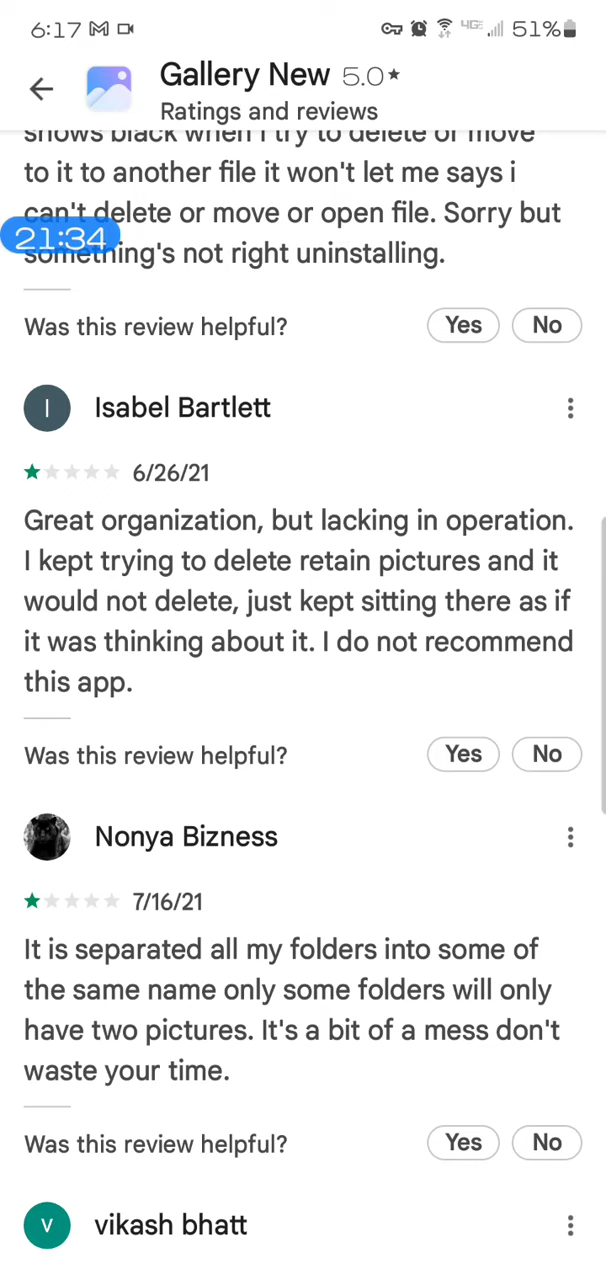 6:17 4GE 51%
Gallery New 5.0★
Ratings and reviews
shows black when i try to delete or move
to it to another file it won't let me says i
can't delete or move or open file. Sorry but
21:34
something's not right uninstalling.
Was this review helpful? Yes No
I Isabel Bartlett
6/26/21
Great organization, but lacking in operation.
I kept trying to delete retain pictures and it
would not delete, just kept sitting there as if
it was thinking about it. I do not recommend
this app.
Was this review helpful? Yes No
Nonya Bizness
7/16/21
It is separated all my folders into some of
the same name only some folders will only
have two pictures. It's a bit of a mess don't
waste your time.
Was this review helpful? Yes No
V vikash bhatt